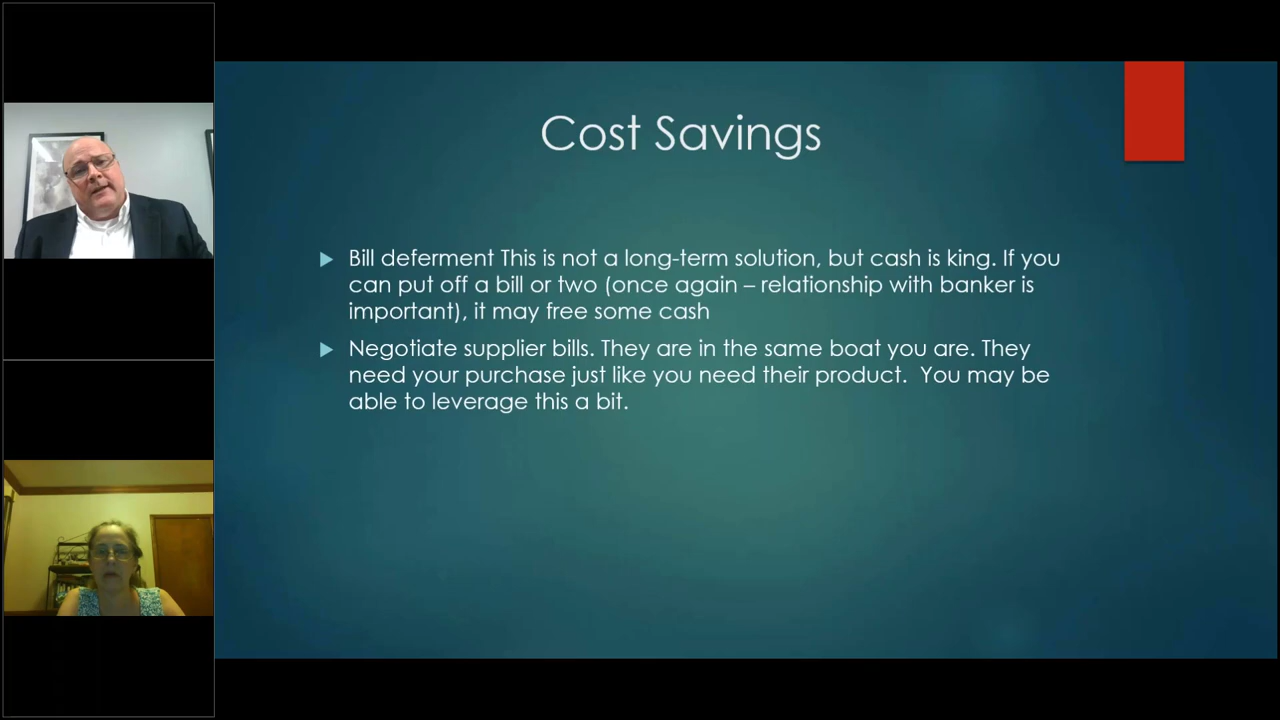 Cost Savings
Bill deferment This is not a long-term solution, but cash is king. If you
can put off a bill or two (once again – relationship with banker is
important), it may free some cash
Negotiate supplier bills. They are in the same boat you are. They
need your purchase just like you need their product.  You may be
able to leverage this a bit.